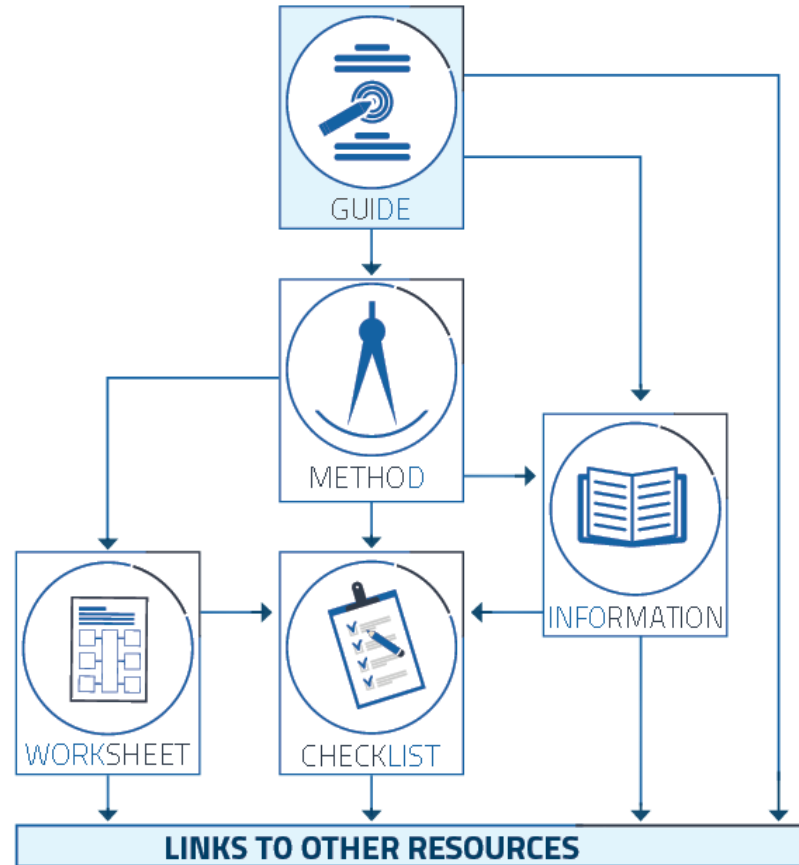 GUIDE
METHOD
INFORMATION
WORKSHEET
CHECKLIST
LINKS TO OTHER RESOURCES